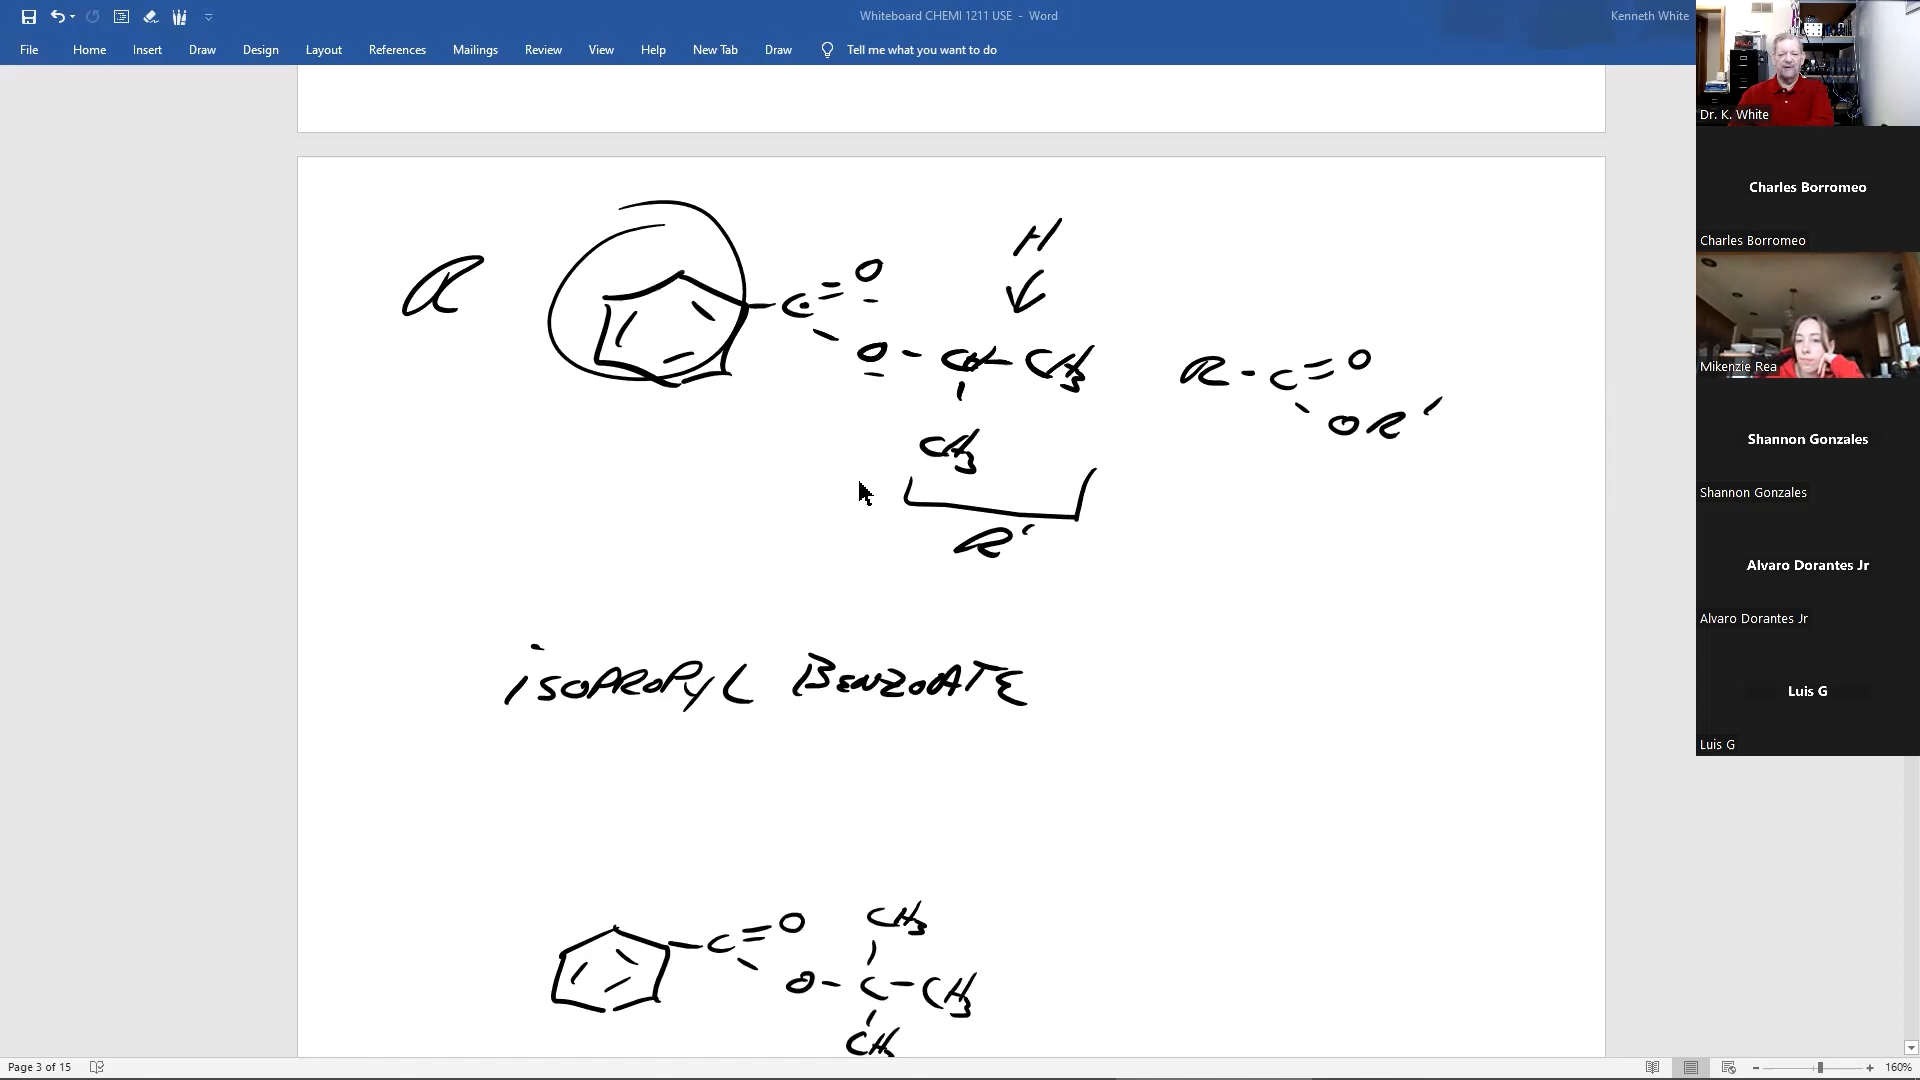 Whiteboard CHEMI 1211 USE - Word
Kenneth White
File Home Insert Draw Design Layout References Mailings Review View Help New Tab Draw Tell me what you want to do
Dr. K. White
Charles Borromeo
Charles Borromeo
Mikenzie Rea
Shannon Gonzales
Shannon Gonzales
Alvaro Dorantes Jr
Alvaro Dorantes Jr
Luis G
Luis G
H
R
C=O
O-CH-CH3
CH3
R'
R-C=O
OR'
isoPROPYL BENZOATE
C=O
CH3
O-C-CH3
CH3
Page 3 of 15
160%